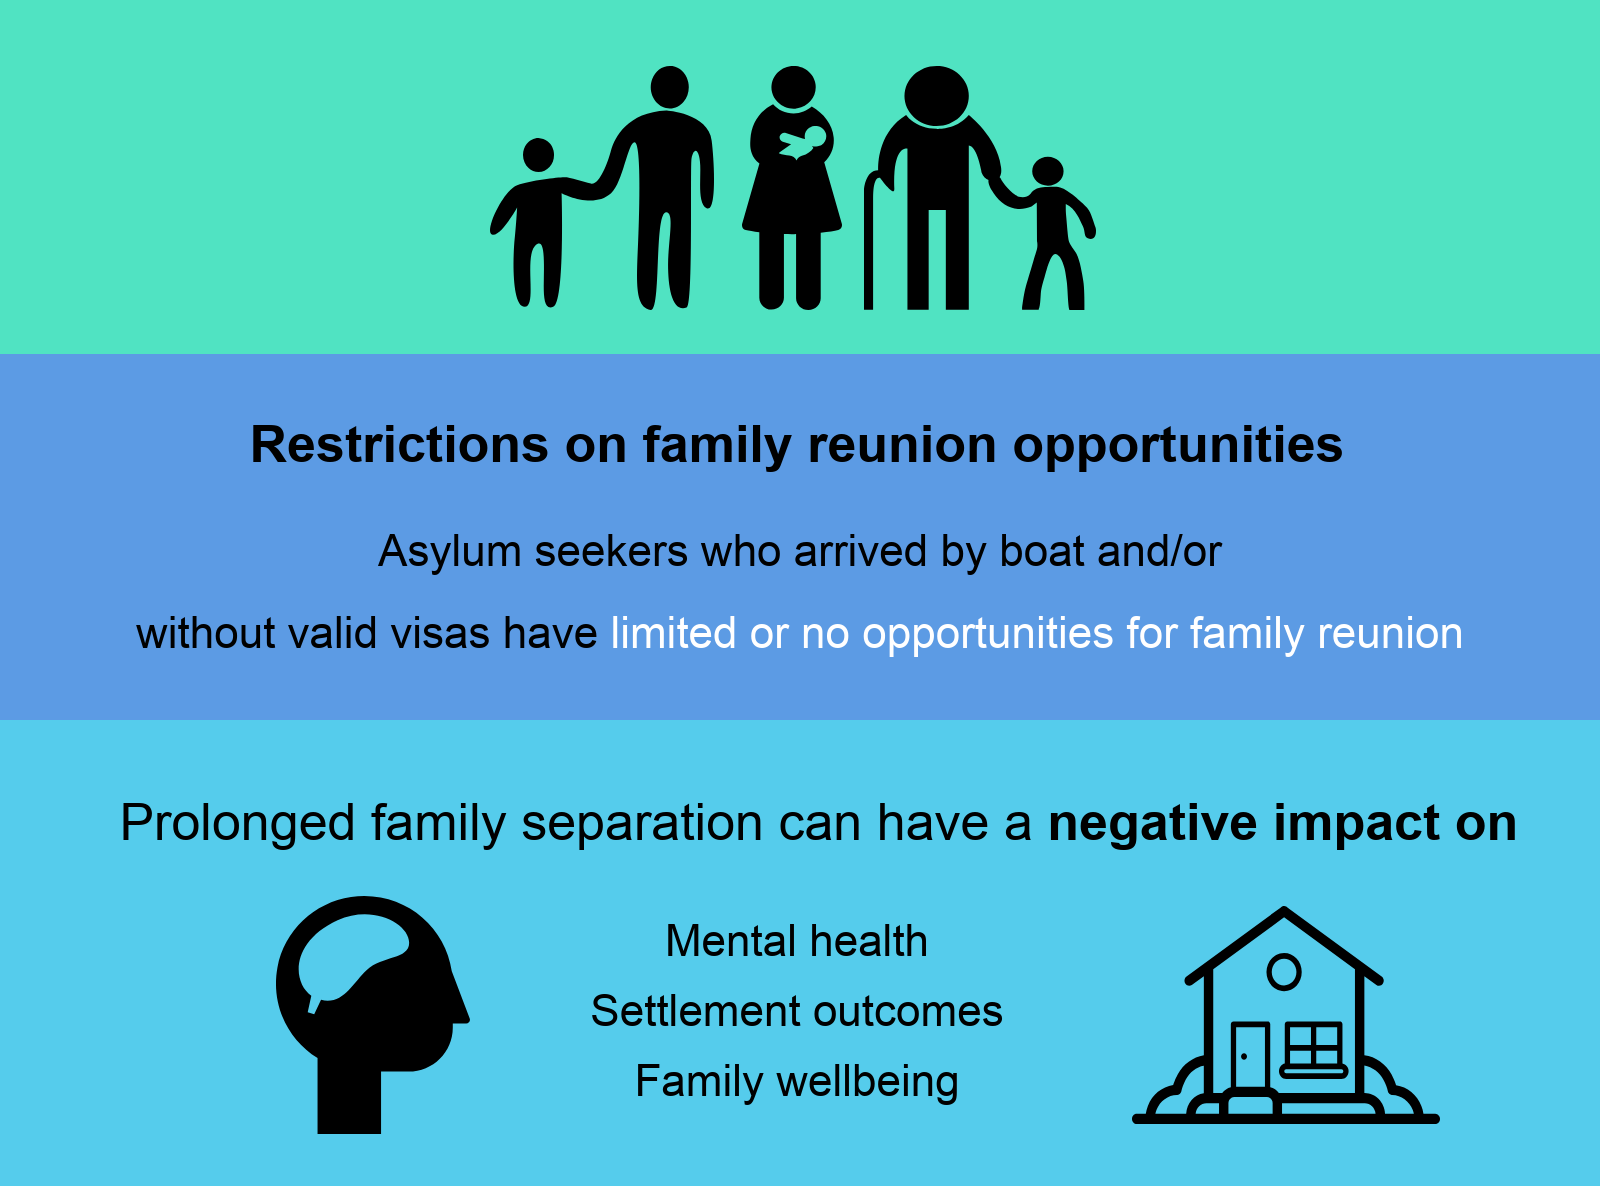 Restrictions on family reunion opportunities
Asylum seekers who arrived by boat and/or
without valid visas have limited or no opportunities for family reunion
Prolonged family separation can have a negative impact on
Mental health
Settlement outcomes
Family wellbeing